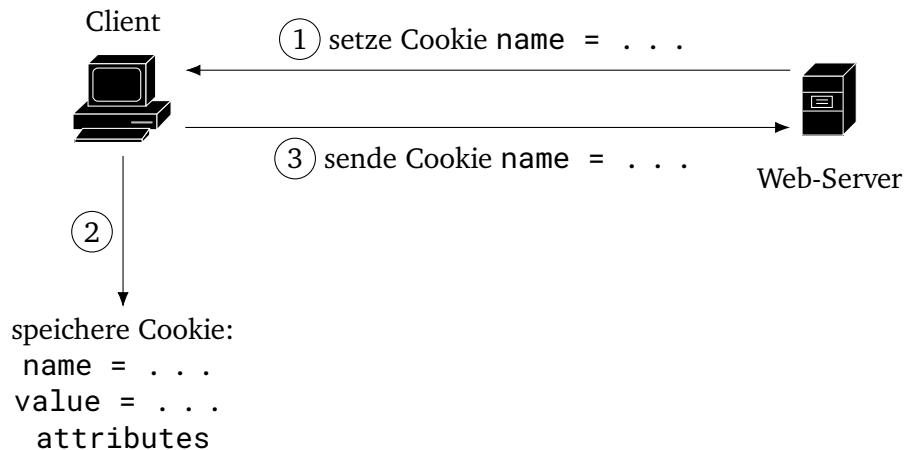 Client
1 setze Cookie name = . . .
3 sende Cookie name = . . .
Web-Server
2
speichere Cookie:
name = . . .
value = . . .
attributes